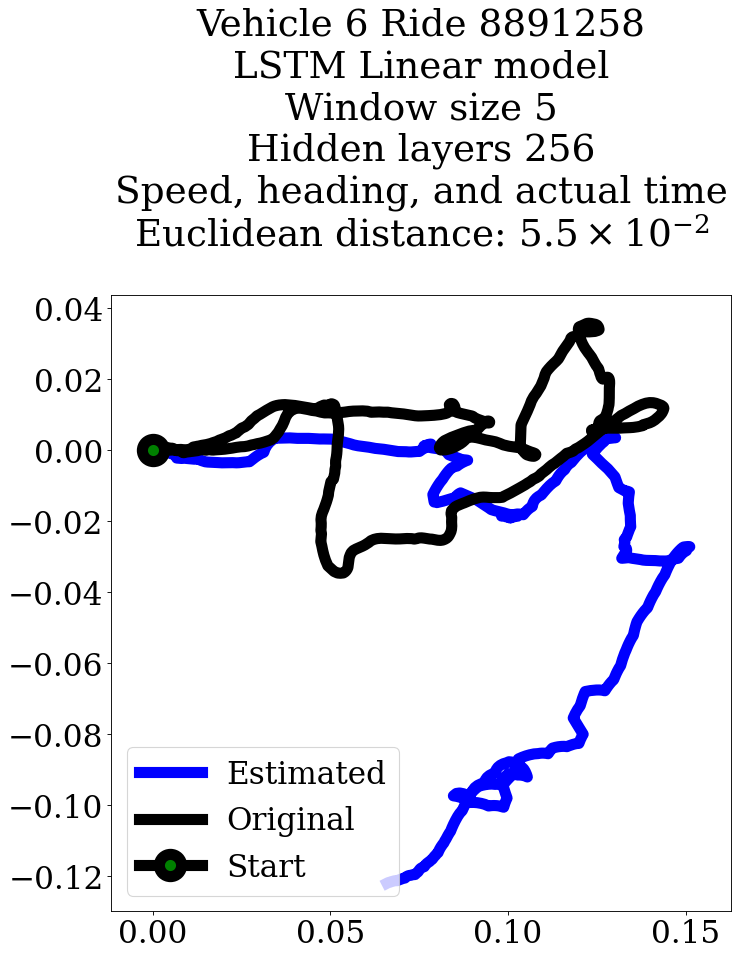 Vehicle 6 Ride 8891258
LSTM Linear model
Window size 5
Hidden layers 256
Speed, heading, and actual time
Euclidean distance: 5.5 × 10⁻²
0.04
0.02
0.00
−0.02
−0.04
−0.06
−0.08
−0.10
−0.12
Estimated
Original
Start
0.00 0.05 0.10 0.15